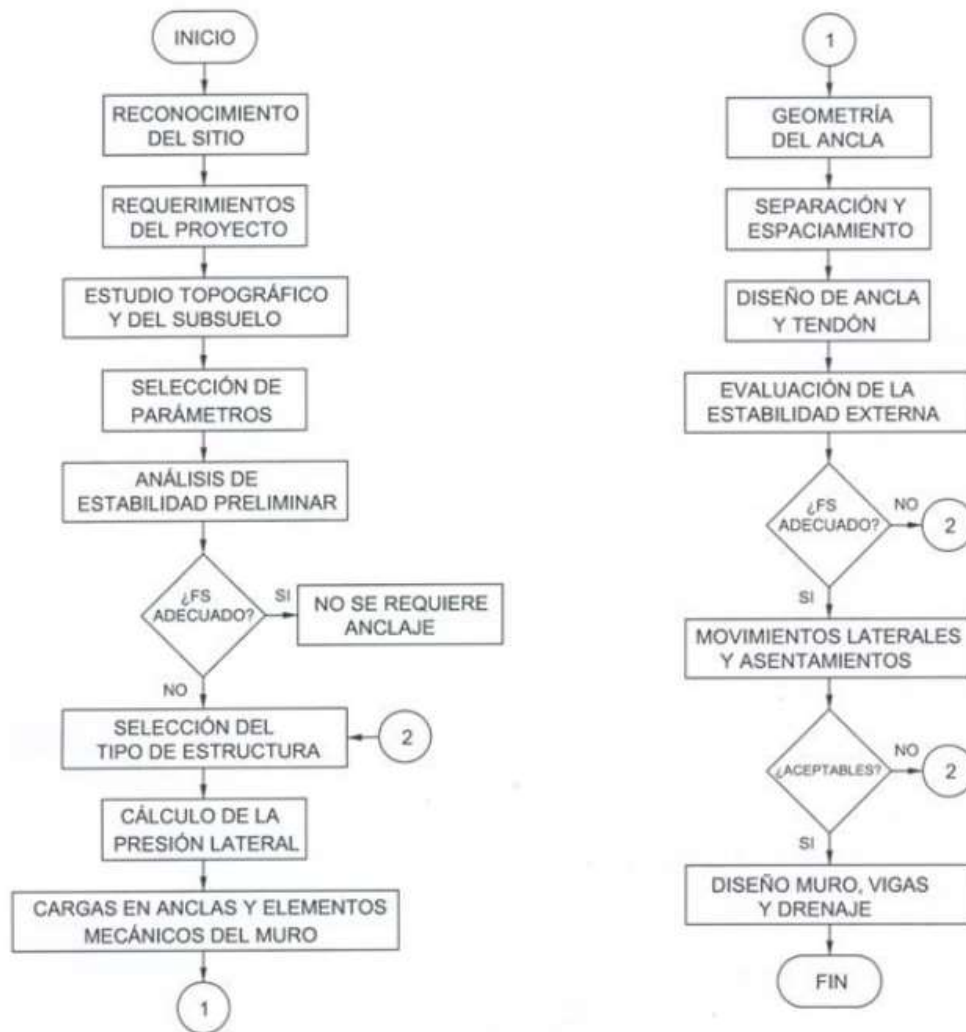 INICIO
RECONOCIMIENTO
DEL SITIO
REQUERIMIENTOS
DEL PROYECTO
ESTUDIO TOPOGRÁFICO
Y DEL SUBSUELO
SELECCIÓN DE
PARÁMETROS
ANÁLISIS DE
ESTABILIDAD PRELIMINAR
¿FS
ADECUADO?
SI
NO SE REQUIERE
ANCLAJE
NO
SELECCIÓN DEL
TIPO DE ESTRUCTURA
2
CÁLCULO DE LA
PRESIÓN LATERAL
CARGAS EN ANCLAS Y ELEMENTOS
MECÁNICOS DEL MURO
1
1
GEOMETRÍA
DEL ANCLA
SEPARACIÓN Y
ESPACIAMIENTO
DISEÑO DE ANCLA
Y TENDÓN
EVALUACIÓN DE LA
ESTABILIDAD EXTERNA
¿FS
ADECUADO?
NO
2
SI
MOVIMIENTOS LATERALES
Y ASENTAMIENTOS
¿ACEPTABLES?
NO
2
SI
DISEÑO MURO, VIGAS
Y DRENAJE
FIN